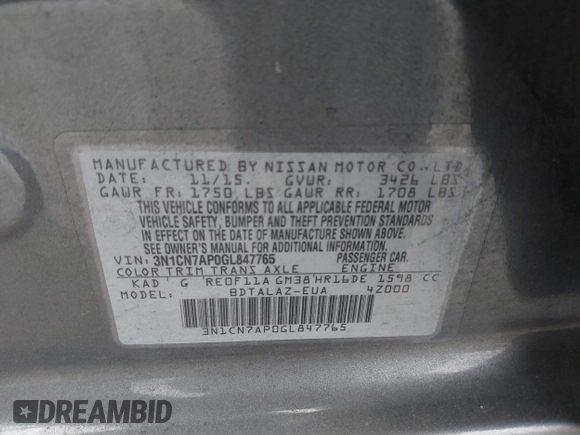 MANUFACTURED BY NISSAN MOTOR CO., LTD.
DATE: 11/15. GVWR: 3426 LBS
GAWR FR: 1750 LBS GAWR RR: 1708 LBS
THIS VEHICLE CONFORMS TO ALL APPLICABLE FEDERAL MOTOR
VEHICLE SAFETY, BUMPER AND THEFT PREVENTION STANDARDS
IN EFFECT ON THE DATE OF MANUFACTURE SHOWN ABOVE.
SEE OWNER'S MANUAL FOR ADDITIONAL INFORMATION.
VIN: 3N1CN7AP0GL847765 PASSENGER CAR.
COLOR TRIM TRANS AXLE ENGINE
KAD G RE0F11A GM38 HR16DE 1598 CC
MODEL: BDTALAZ-EUA 4Z000
3N1CN7AP0GL847765
DREAMBID